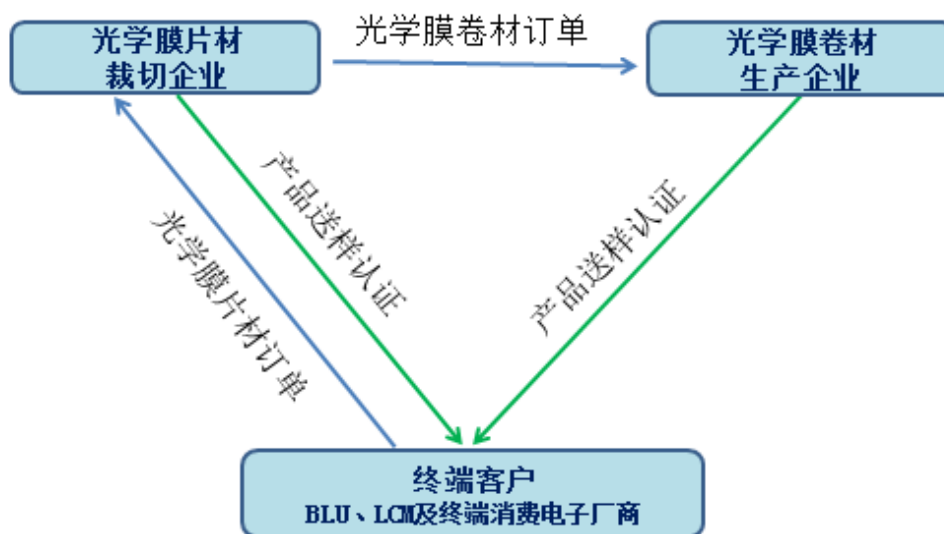 光学膜片材
裁切企业
光学膜卷材订单
光学膜卷材
生产企业
产品送样认证
光学膜片材订单
产品送样认证
终端客户
BLU、LCM及终端消费电子厂商